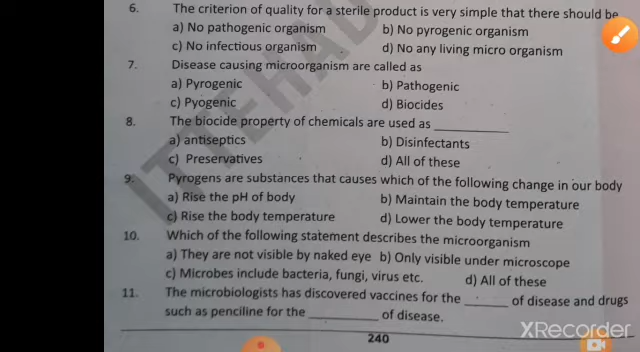 6. The criterion of quality for a sterile product is very simple that there should be
a) No pathogenic organism b) No pyrogenic organism
c) No infectious organism d) No any living micro organism
7. Disease causing microorganism are called as
a) Pyrogenic b) Pathogenic
c) Pyogenic d) Biocides
8. The biocide property of chemicals are used as ____________
a) antiseptics b) Disinfectants
c) Preservatives d) All of these
9. Pyrogens are substances that causes which of the following change in our body
a) Rise the pH of body b) Maintain the body temperature
c) Rise the body temperature d) Lower the body temperature
10. Which of the following statement describes the microorganism
a) They are not visible by naked eye b) Only visible under microscope
c) Microbes include bacteria, fungi, virus etc. d) All of these
11. The microbiologists has discovered vaccines for the _______ of disease and drugs
such as penciline for the ___________ of disease.
240
XRecorder